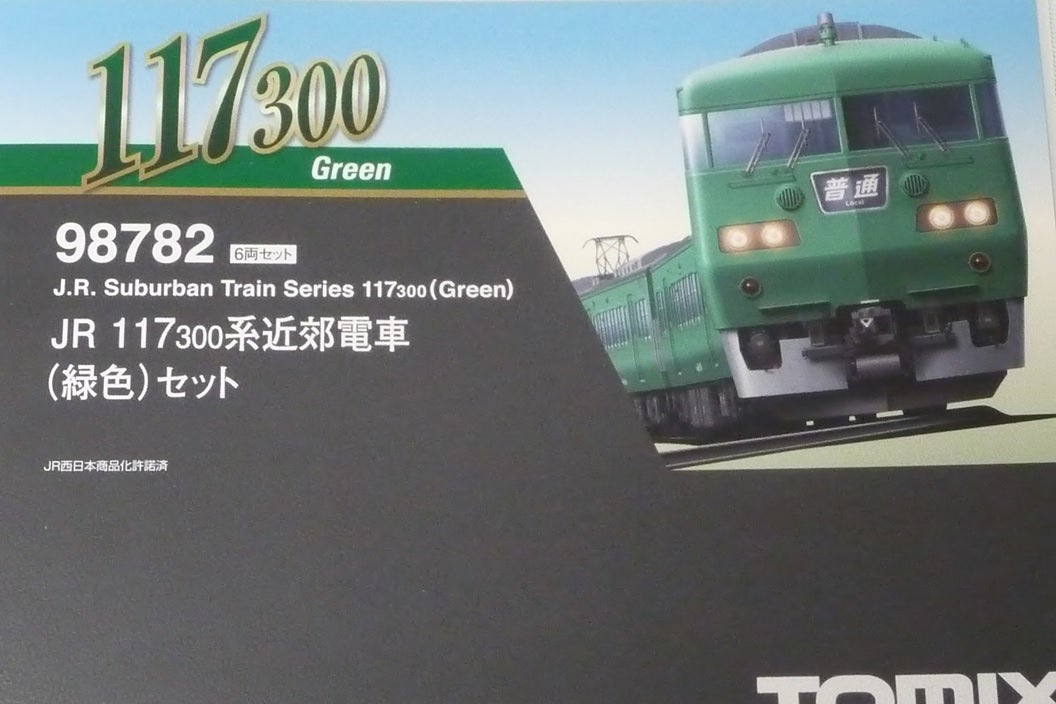 117300
Green
98782 6両セット
J.R. Suburban Train Series 117300(Green)
JR 117300系近郊電車
(緑色)セット
JR西日本商品化許諾済
普通
Local
TOMIX